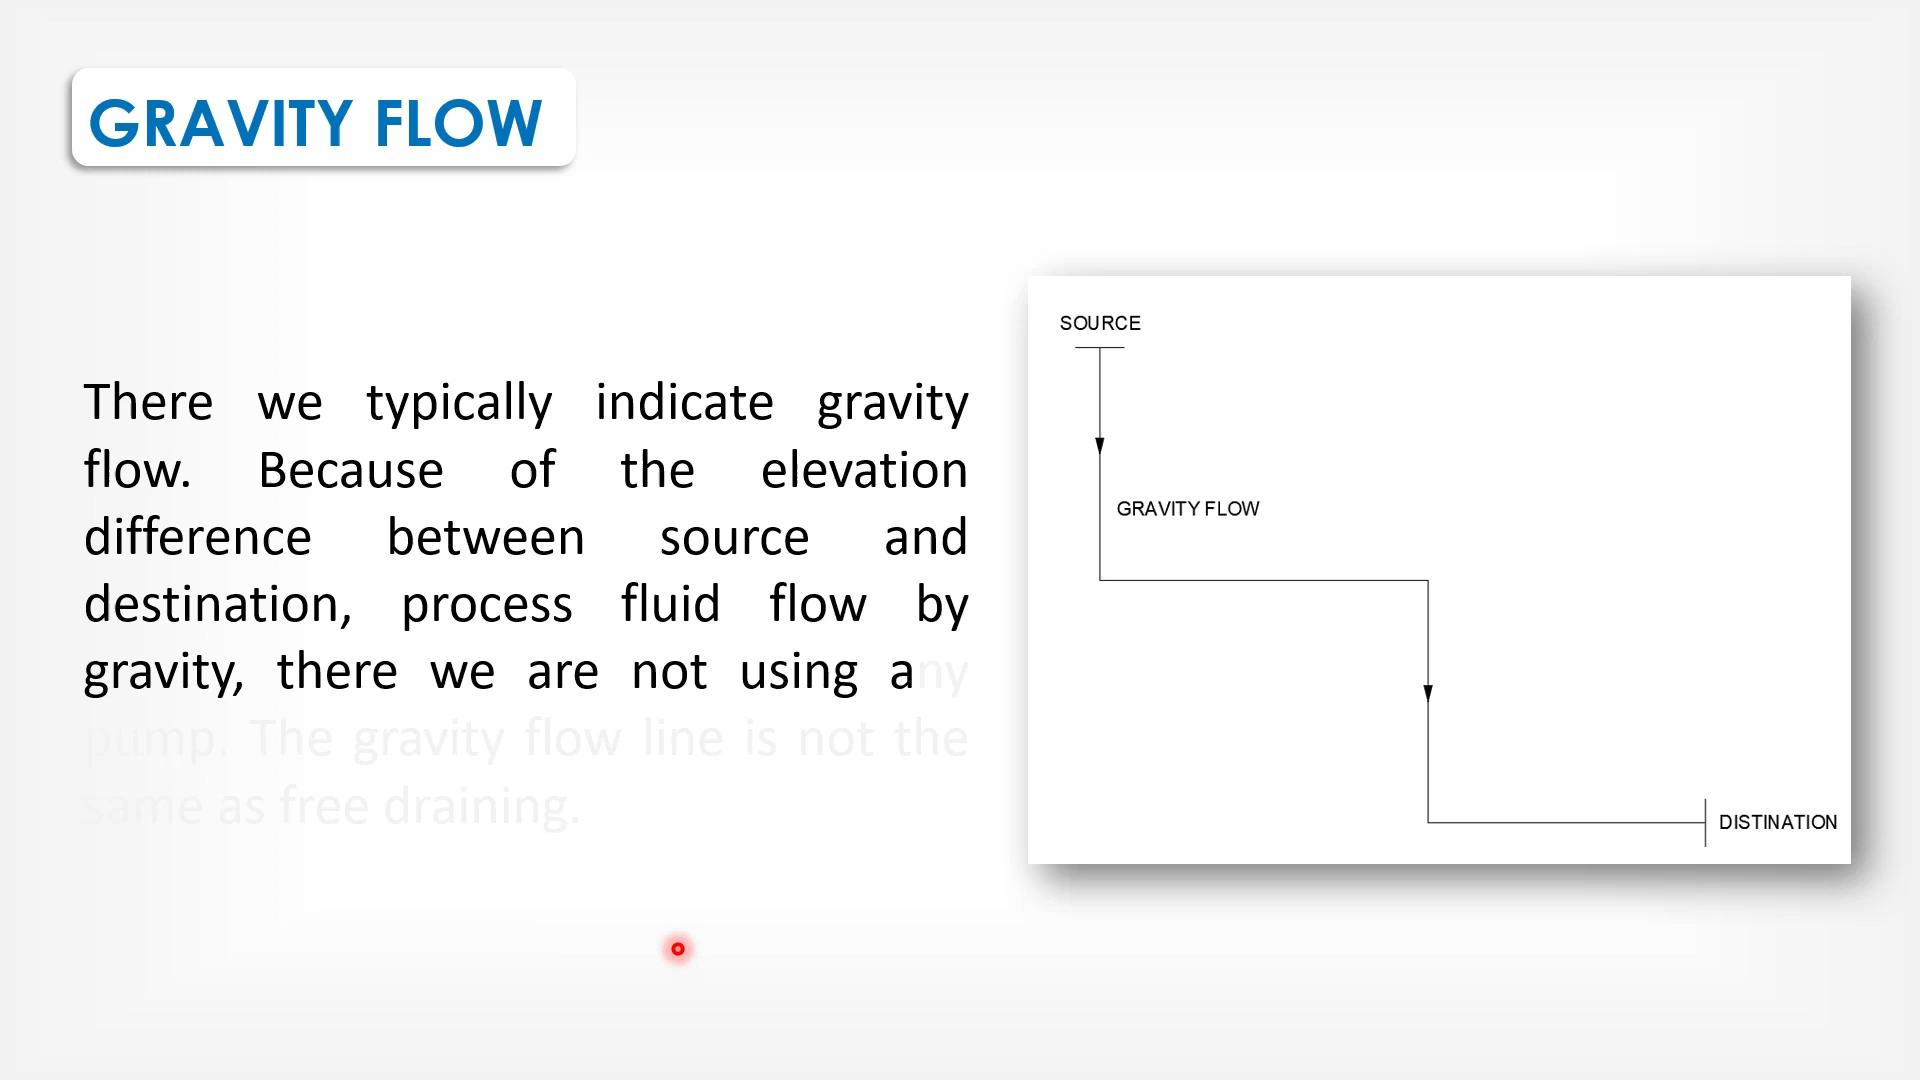 GRAVITY FLOW
There we typically indicate gravity
flow. Because of the elevation
difference between source and
destination, process fluid flow by
gravity, there we are not using any
pump. The gravity flow line is not the
same as free draining.
SOURCE
GRAVITY FLOW
DISTINATION